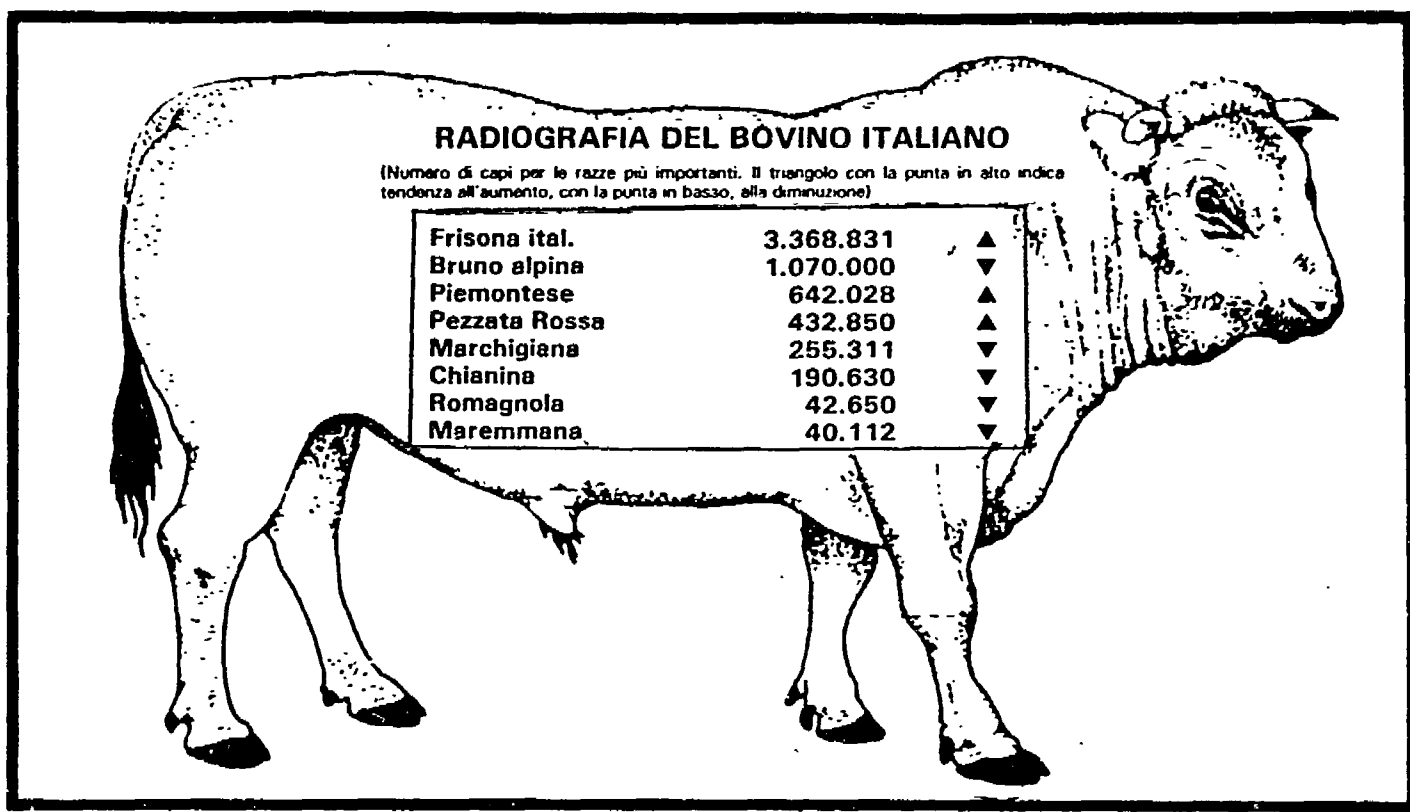 RADIOGRAFIA DEL BOVINO ITALIANO
(Numero di capi per le razze più importanti. Il triangolo con la punta in alto indica
tendenza all'aumento, con la punta in basso, alla diminuzione)
Frisona ital. 3.368.831 ▲
Bruno alpina 1.070.000 ▼
Piemontese 642.028 ▲
Pezzata Rossa 432.850 ▲
Marchigiana 255.311 ▼
Chianina 190.630 ▼
Romagnola 42.650 ▼
Maremmana 40.112 ▼